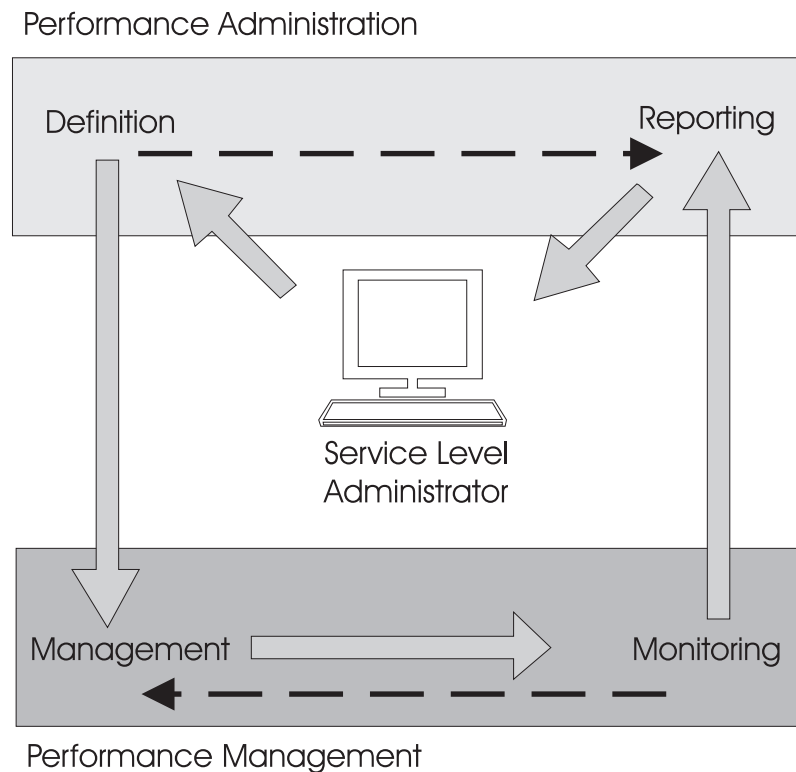 Performance Administration
Definition
Reporting
Service Level
Administrator
Management
Monitoring
Performance Management